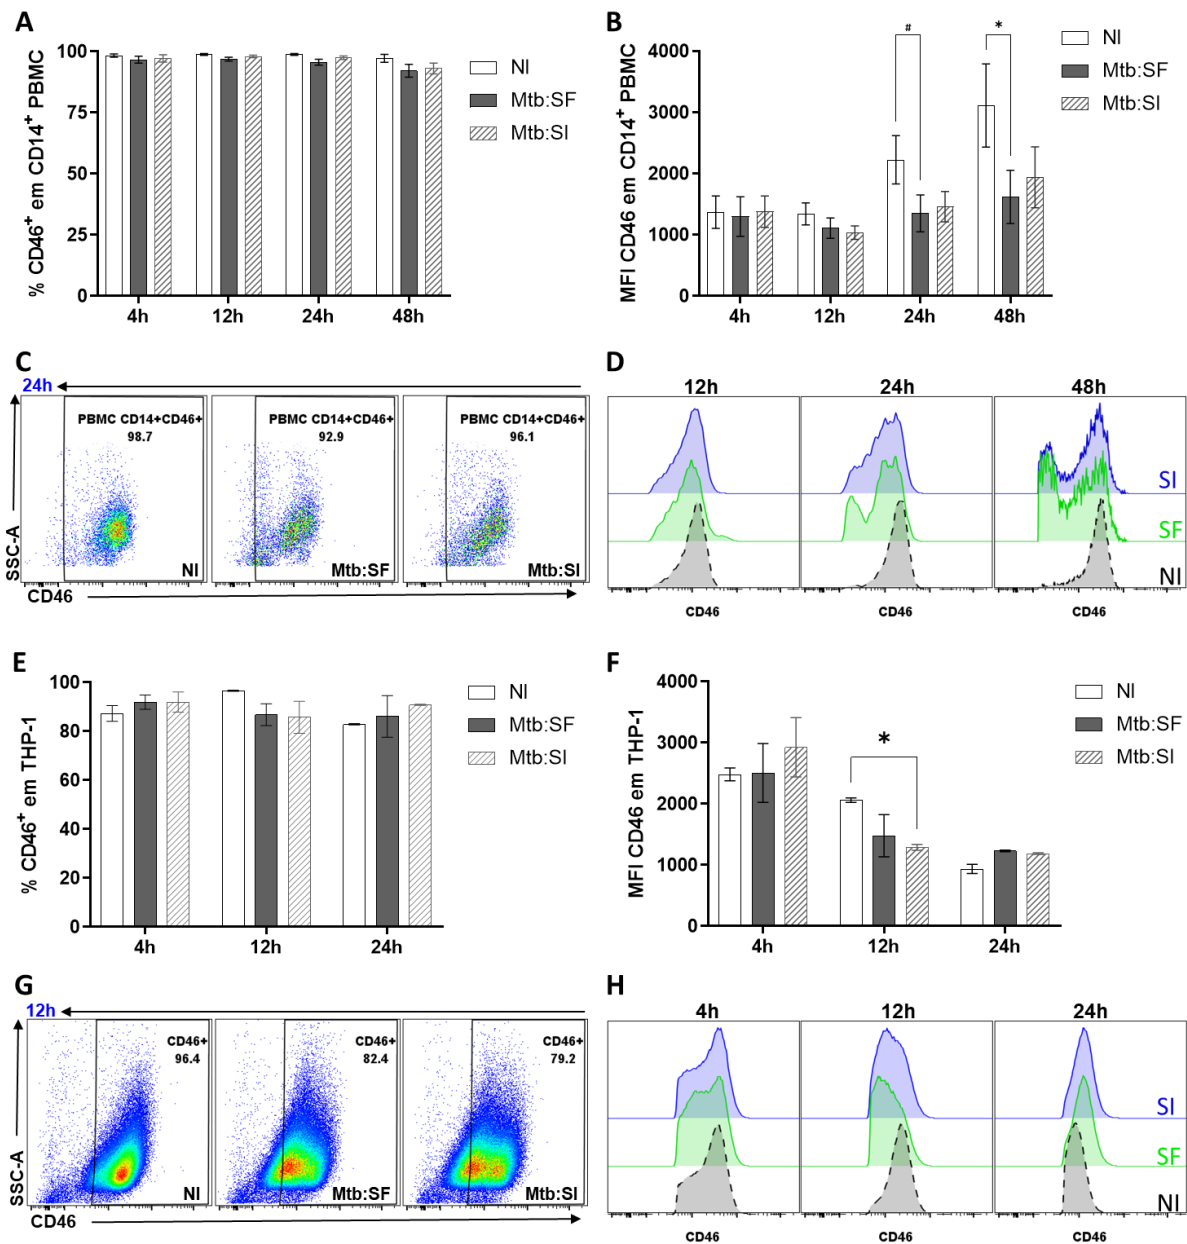 A
% CD46+ em CD14+ PBMC
100
75
50
25
0
4h
12h
24h
48h
NI
Mtb:SF
Mtb:SI
B
MFI CD46 em CD14+ PBMC
4000
3000
2000
1000
0
4h
12h
24h
48h
#
*
NI
Mtb:SF
Mtb:SI
C
24h
SSC-A
PBMC CD14+CD46+
98.7
NI
PBMC CD14+CD46+
92.9
Mtb:SF
PBMC CD14+CD46+
96.1
Mtb:SI
CD46
D
12h
24h
48h
SI
SF
NI
CD46
CD46
CD46
E
% CD46+ em THP-1
100
80
60
40
20
0
4h
12h
24h
NI
Mtb:SF
Mtb:SI
F
MFI CD46 em THP-1
4000
3000
2000
1000
0
4h
12h
24h
*
NI
Mtb:SF
Mtb:SI
G
12h
SSC-A
CD46+
96.4
NI
CD46+
82.4
Mtb:SF
CD46+
79.2
Mtb:SI
CD46
H
4h
12h
24h
SI
SF
NI
CD46
CD46
CD46